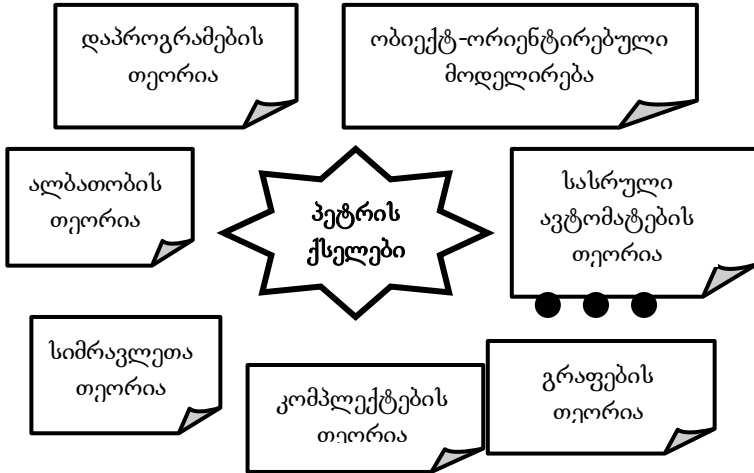 დაპროგრამების
თეორია
ობიექტ-ორიენტირებული
მოდელირება
ალბათობის
თეორია
პეტრის
ქსელები
სასრული
ავტომატების
თეორია
სიმრავლეთა
თეორია
კომპლექტების
თეორია
გრაფების
თეორია